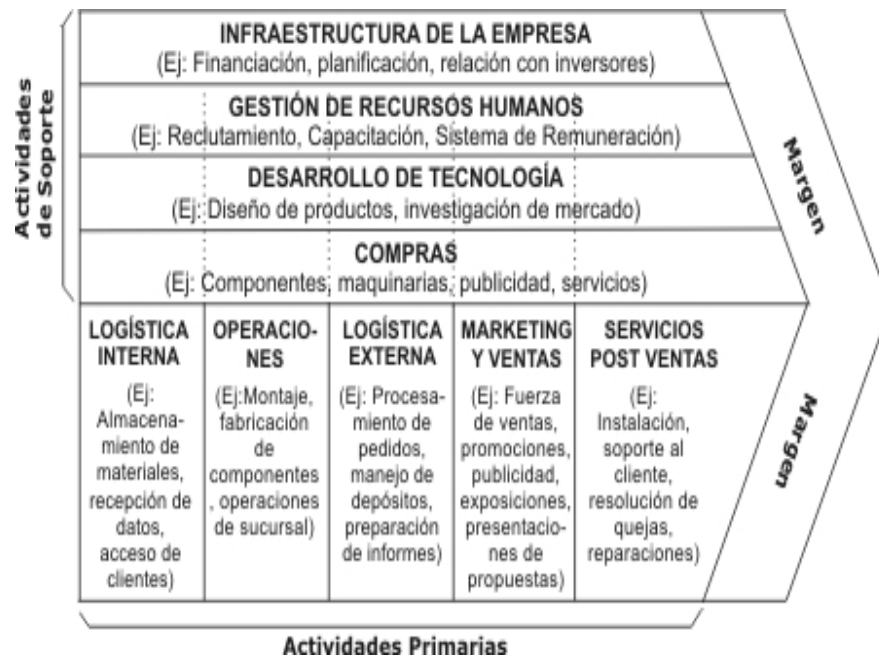 Actividades
de Soporte
INFRAESTRUCTURA DE LA EMPRESA
(Ej: Financiación, planificación, relación con inversores)
GESTIÓN DE RECURSOS HUMANOS
(Ej: Reclutamiento, Capacitación, Sistema de Remuneración)
DESARROLLO DE TECNOLOGÍA
(Ej: Diseño de productos, investigación de mercado)
COMPRAS
(Ej: Componentes, maquinarias, publicidad, servicios)
Margen
LOGÍSTICA
INTERNA
(Ej:
Almacena-
miento de
materiales,
recepción de
datos,
acceso de
clientes)
OPERACIO-
NES
(Ej:Montaje,
fabricación
de
componentes
, operaciones
de sucursal)
LOGÍSTICA
EXTERNA
(Ej: Procesa-
miento de
pedidos,
manejo de
depósitos,
preparación
de informes)
MARKETING
Y VENTAS
(Ej: Fuerza
de ventas,
promociones,
publicidad,
exposiciones,
presentacio-
nes de
propuestas)
SERVICIOS
POST VENTAS
(Ej:
Instalación,
soporte al
cliente,
resolución de
quejas,
reparaciones)
Margen
Actividades Primarias